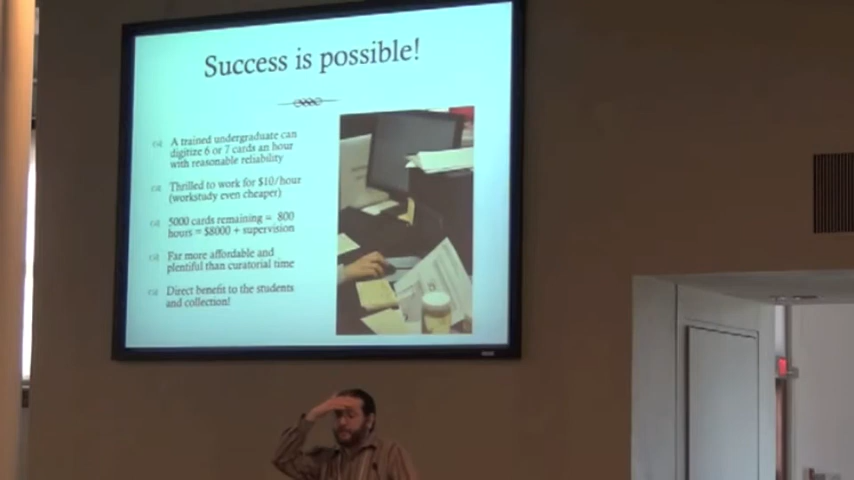 Success is possible!
A trained undergraduate can
digitize 6 or 7 cards an hour
with reasonable reliability
Thrilled to work for $10/hour
(workstudy even cheaper)
5000 cards remaining = 800
hours = $8000 + supervision
Far more affordable and
plentiful than curatorial time
Direct benefit to the students
and collection!